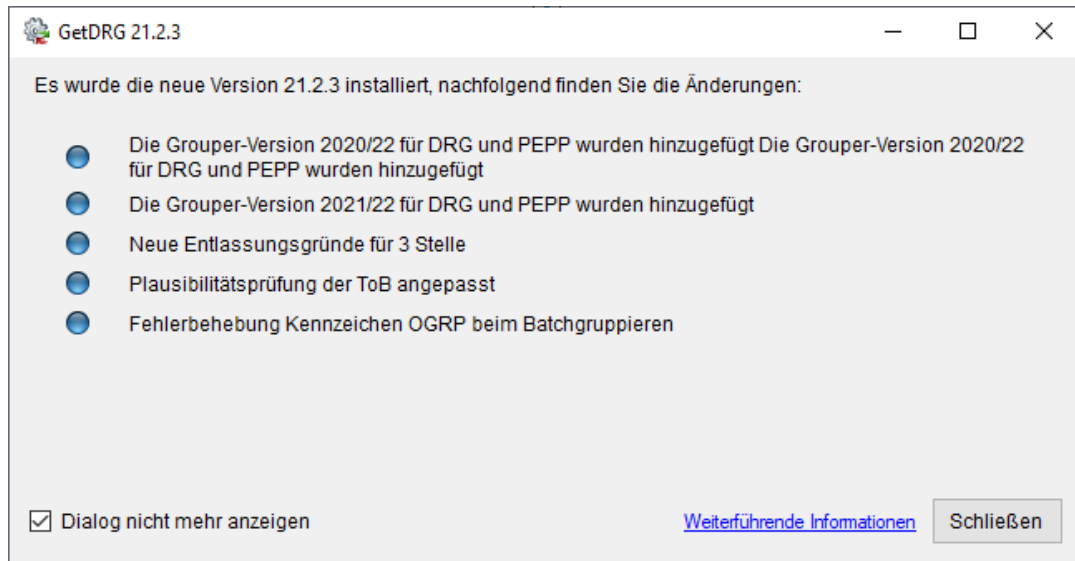 GetDRG 21.2.3
Es wurde die neue Version 21.2.3 installiert, nachfolgend finden Sie die Änderungen:
Die Grouper-Version 2020/22 für DRG und PEPP wurden hinzugefügt Die Grouper-Version 2020/22
für DRG und PEPP wurden hinzugefügt
Die Grouper-Version 2021/22 für DRG und PEPP wurden hinzugefügt
Neue Entlassungsgründe für 3 Stelle
Plausibilitätsprüfung der ToB angepasst
Fehlerbehebung Kennzeichen OGRP beim Batchgruppieren
Dialog nicht mehr anzeigen
Weiterführende Informationen
Schließen